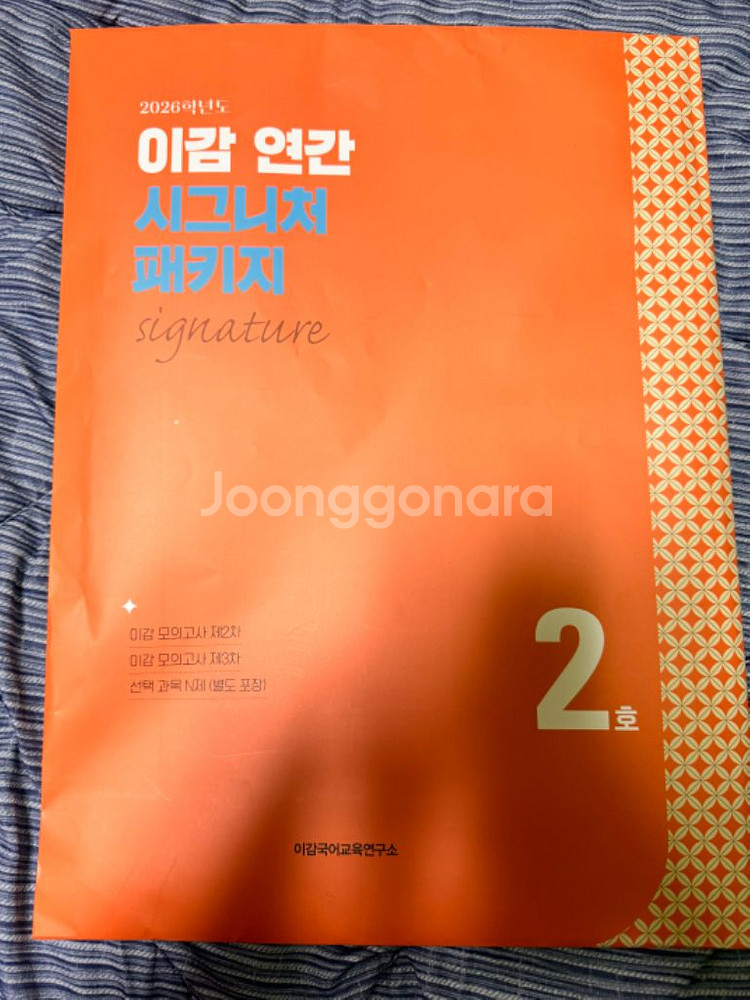 2026학년도
이감 연간
시그니처
패키지
signature
Joonggonara
이감 모의고사 제2차
이감 모의고사 제3차
선택 과목 N제 (별도 포장)
2호
이감국어교육연구소